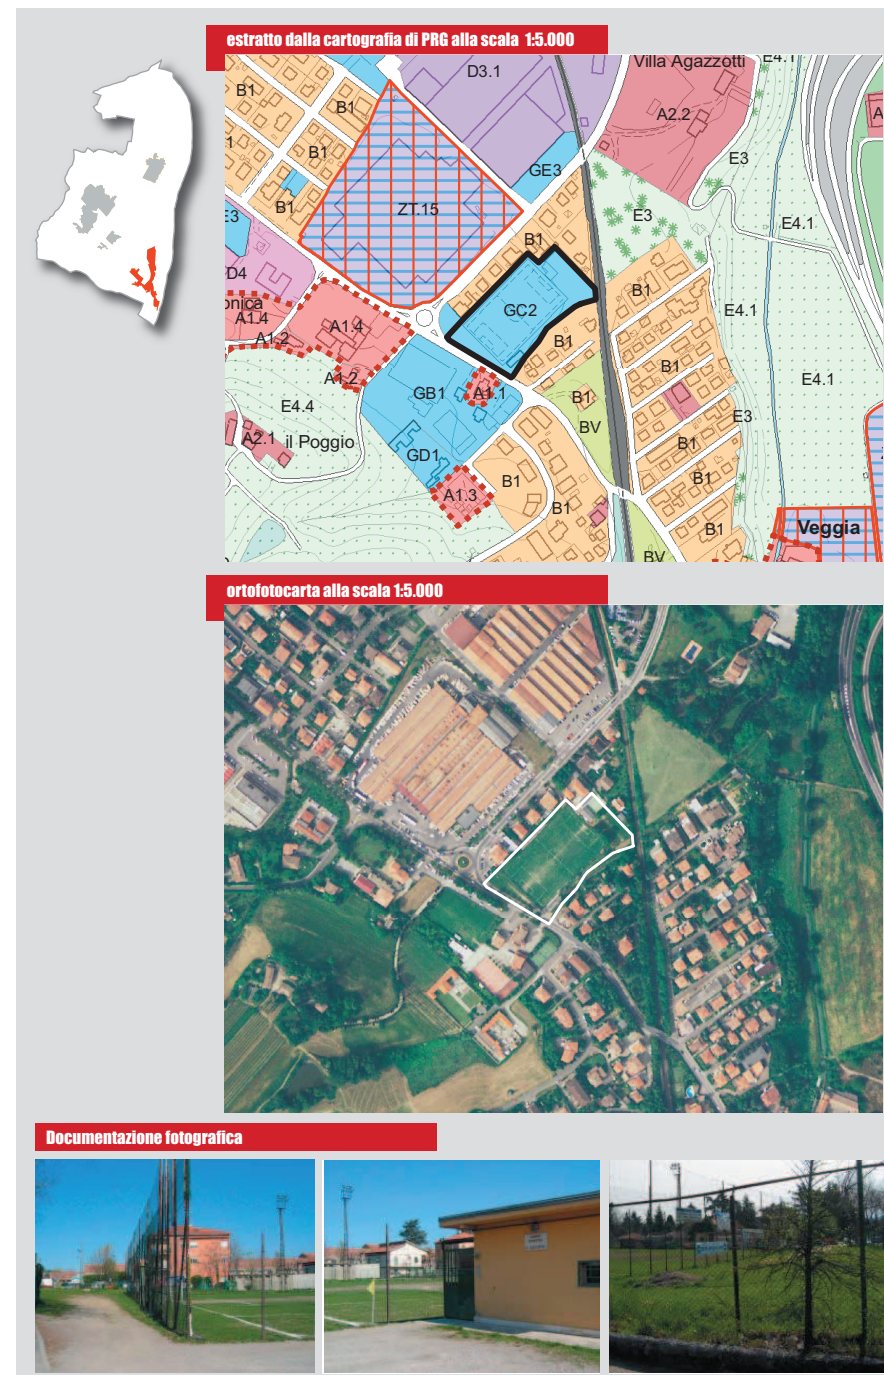 estratto dalla cartografia di PRG alla scala 1:5.000
Villa Agazzotti
E4.1
D3.1
B1
B1
A2.2
A
1
B1
E3
GE3
B1
ZT.15
E3
E3
E4.1
B1
D4
B1
onica
A1.4
A1.4
GC2
E4.1
A1.2
B1
A1.2
B1
E4.1
GB1
A1.1
B1
E4.4
E3
BV
A2.1
il Poggio
B1
GD1
B1
B1
A1.3
B1
B1
Veggia
BV
ortofotocarta alla scala 1:5.000
Documentazione fotografica